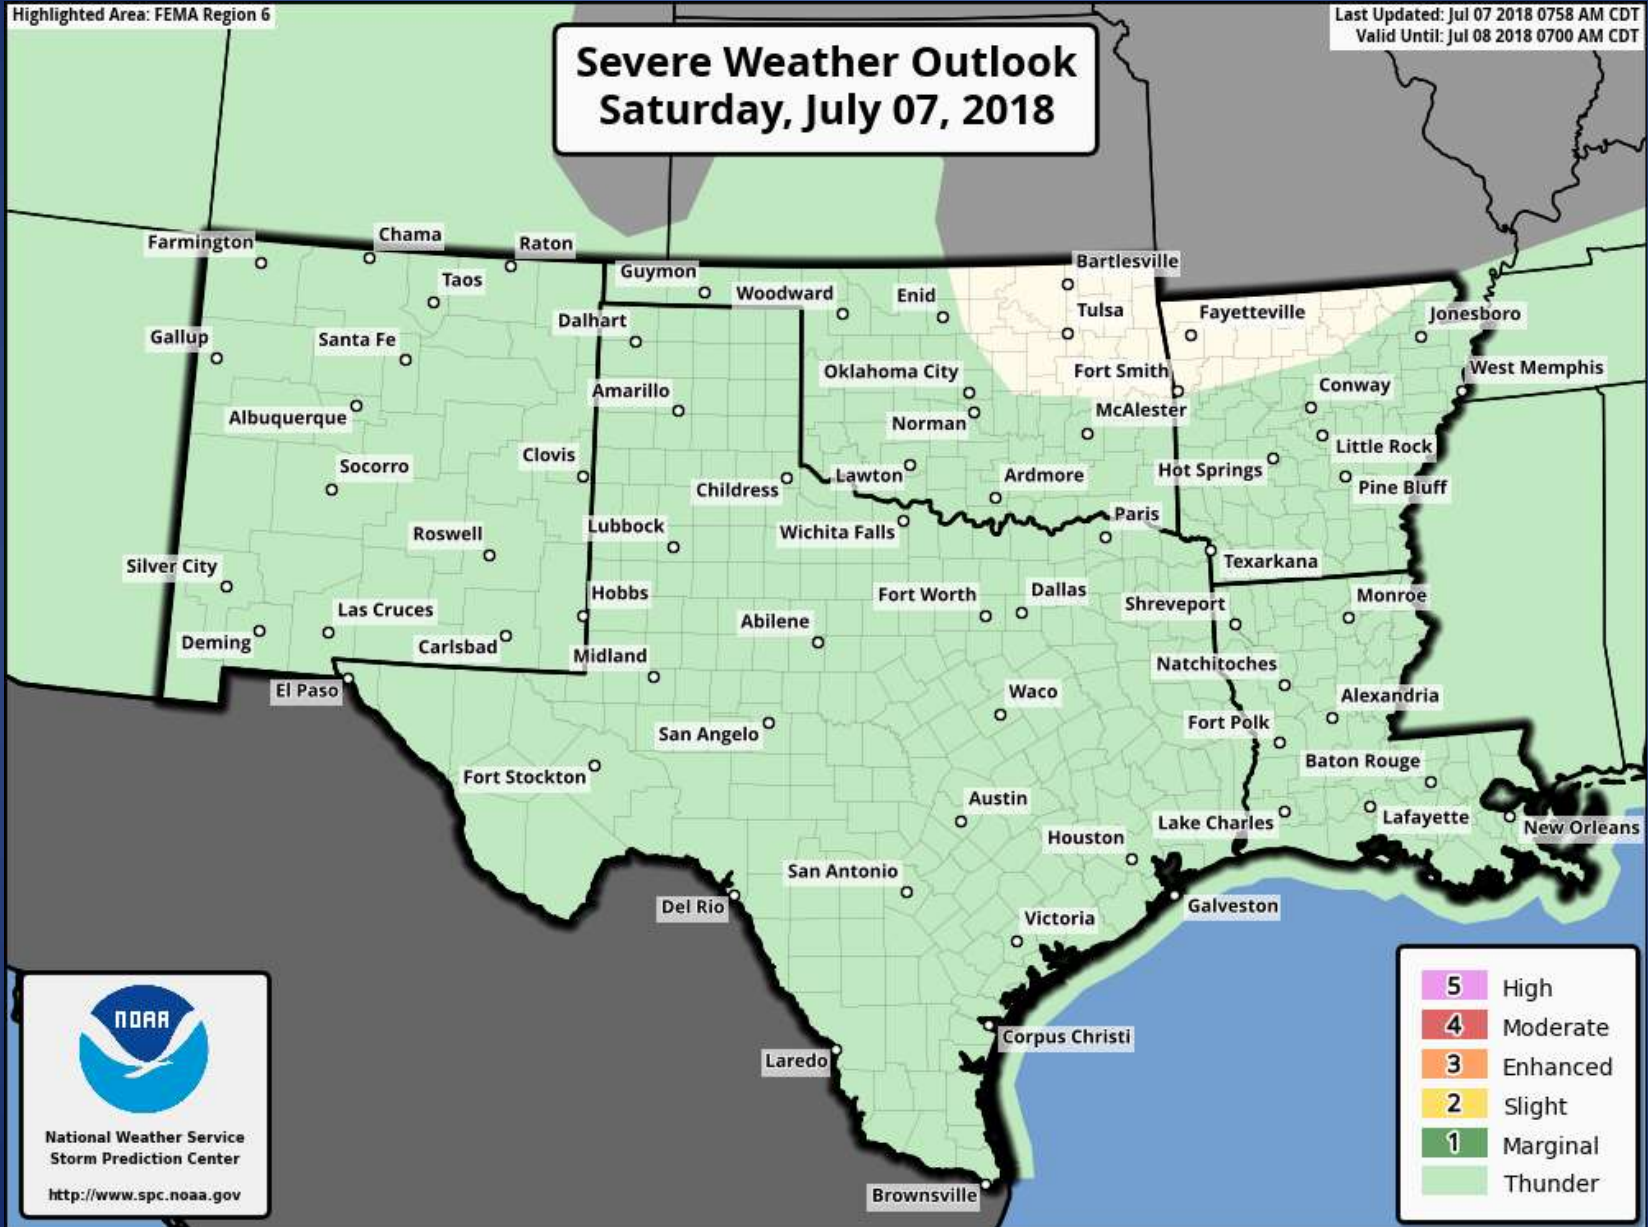 Highlighted Area: FEMA Region 6
Last Updated: Jul 07 2018 0758 AM CDT
Valid Until: Jul 08 2018 0700 AM CDT
Severe Weather Outlook
Saturday, July 07, 2018
Farmington
Chama
Raton
Taos
Guymon
Woodward
Enid
Bartlesville
Tulsa
Fayetteville
Jonesboro
Gallup
Santa Fe
Dalhart
Oklahoma City
Fort Smith
West Memphis
Albuquerque
Amarillo
Norman
McAlester
Conway
Socorro
Clovis
Childress
Lawton
Ardmore
Hot Springs
Little Rock
Pine Bluff
Roswell
Lubbock
Wichita Falls
Paris
Texarkana
Silver City
Las Cruces
Hobbs
Fort Worth
Dallas
Shreveport
Monroe
Deming
Carlsbad
Midland
Abilene
Natchitoches
El Paso
San Angelo
Waco
Alexandria
Fort Polk
Fort Stockton
Baton Rouge
Austin
Houston
Lake Charles
Lafayette
New Orleans
San Antonio
Del Rio
Victoria
Galveston
Corpus Christi
Laredo
Brownsville
NOAA
National Weather Service
Storm Prediction Center
http://www.spc.noaa.gov
5 High
4 Moderate
3 Enhanced
2 Slight
1 Marginal
Thunder